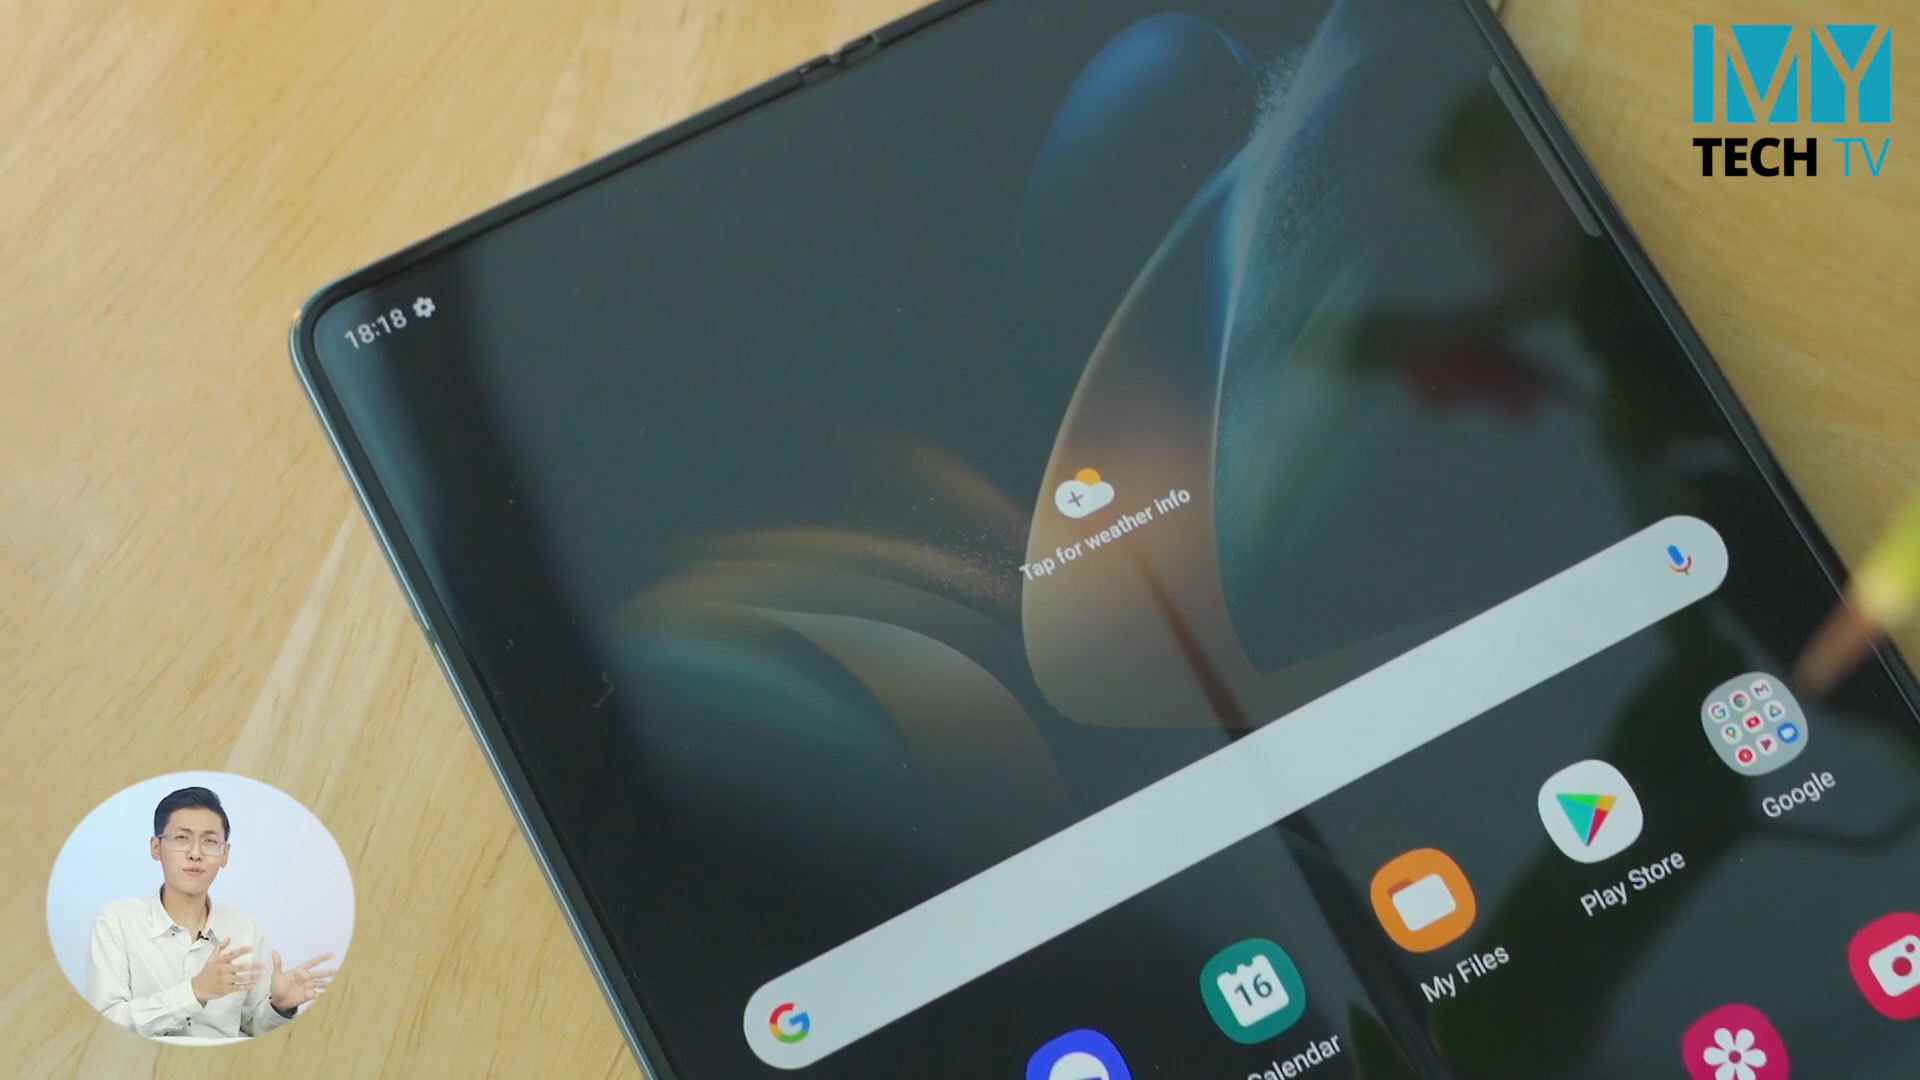 MY
TECH TV
18:18
Tap for weather info
Google
Play Store
My Files
16
Calendar